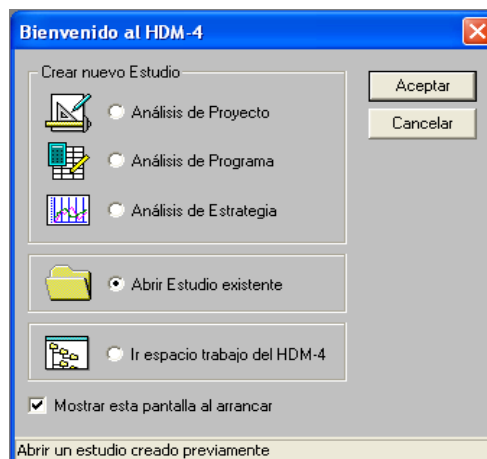 Bienvenido al HDM-4
Crear nuevo Estudio
Análisis de Proyecto
Análisis de Programa
Análisis de Estrategia
Aceptar
Cancelar
Abrir Estudio existente
Ir espacio trabajo del HDM-4
Mostrar esta pantalla al arrancar
Abrir un estudio creado previamente